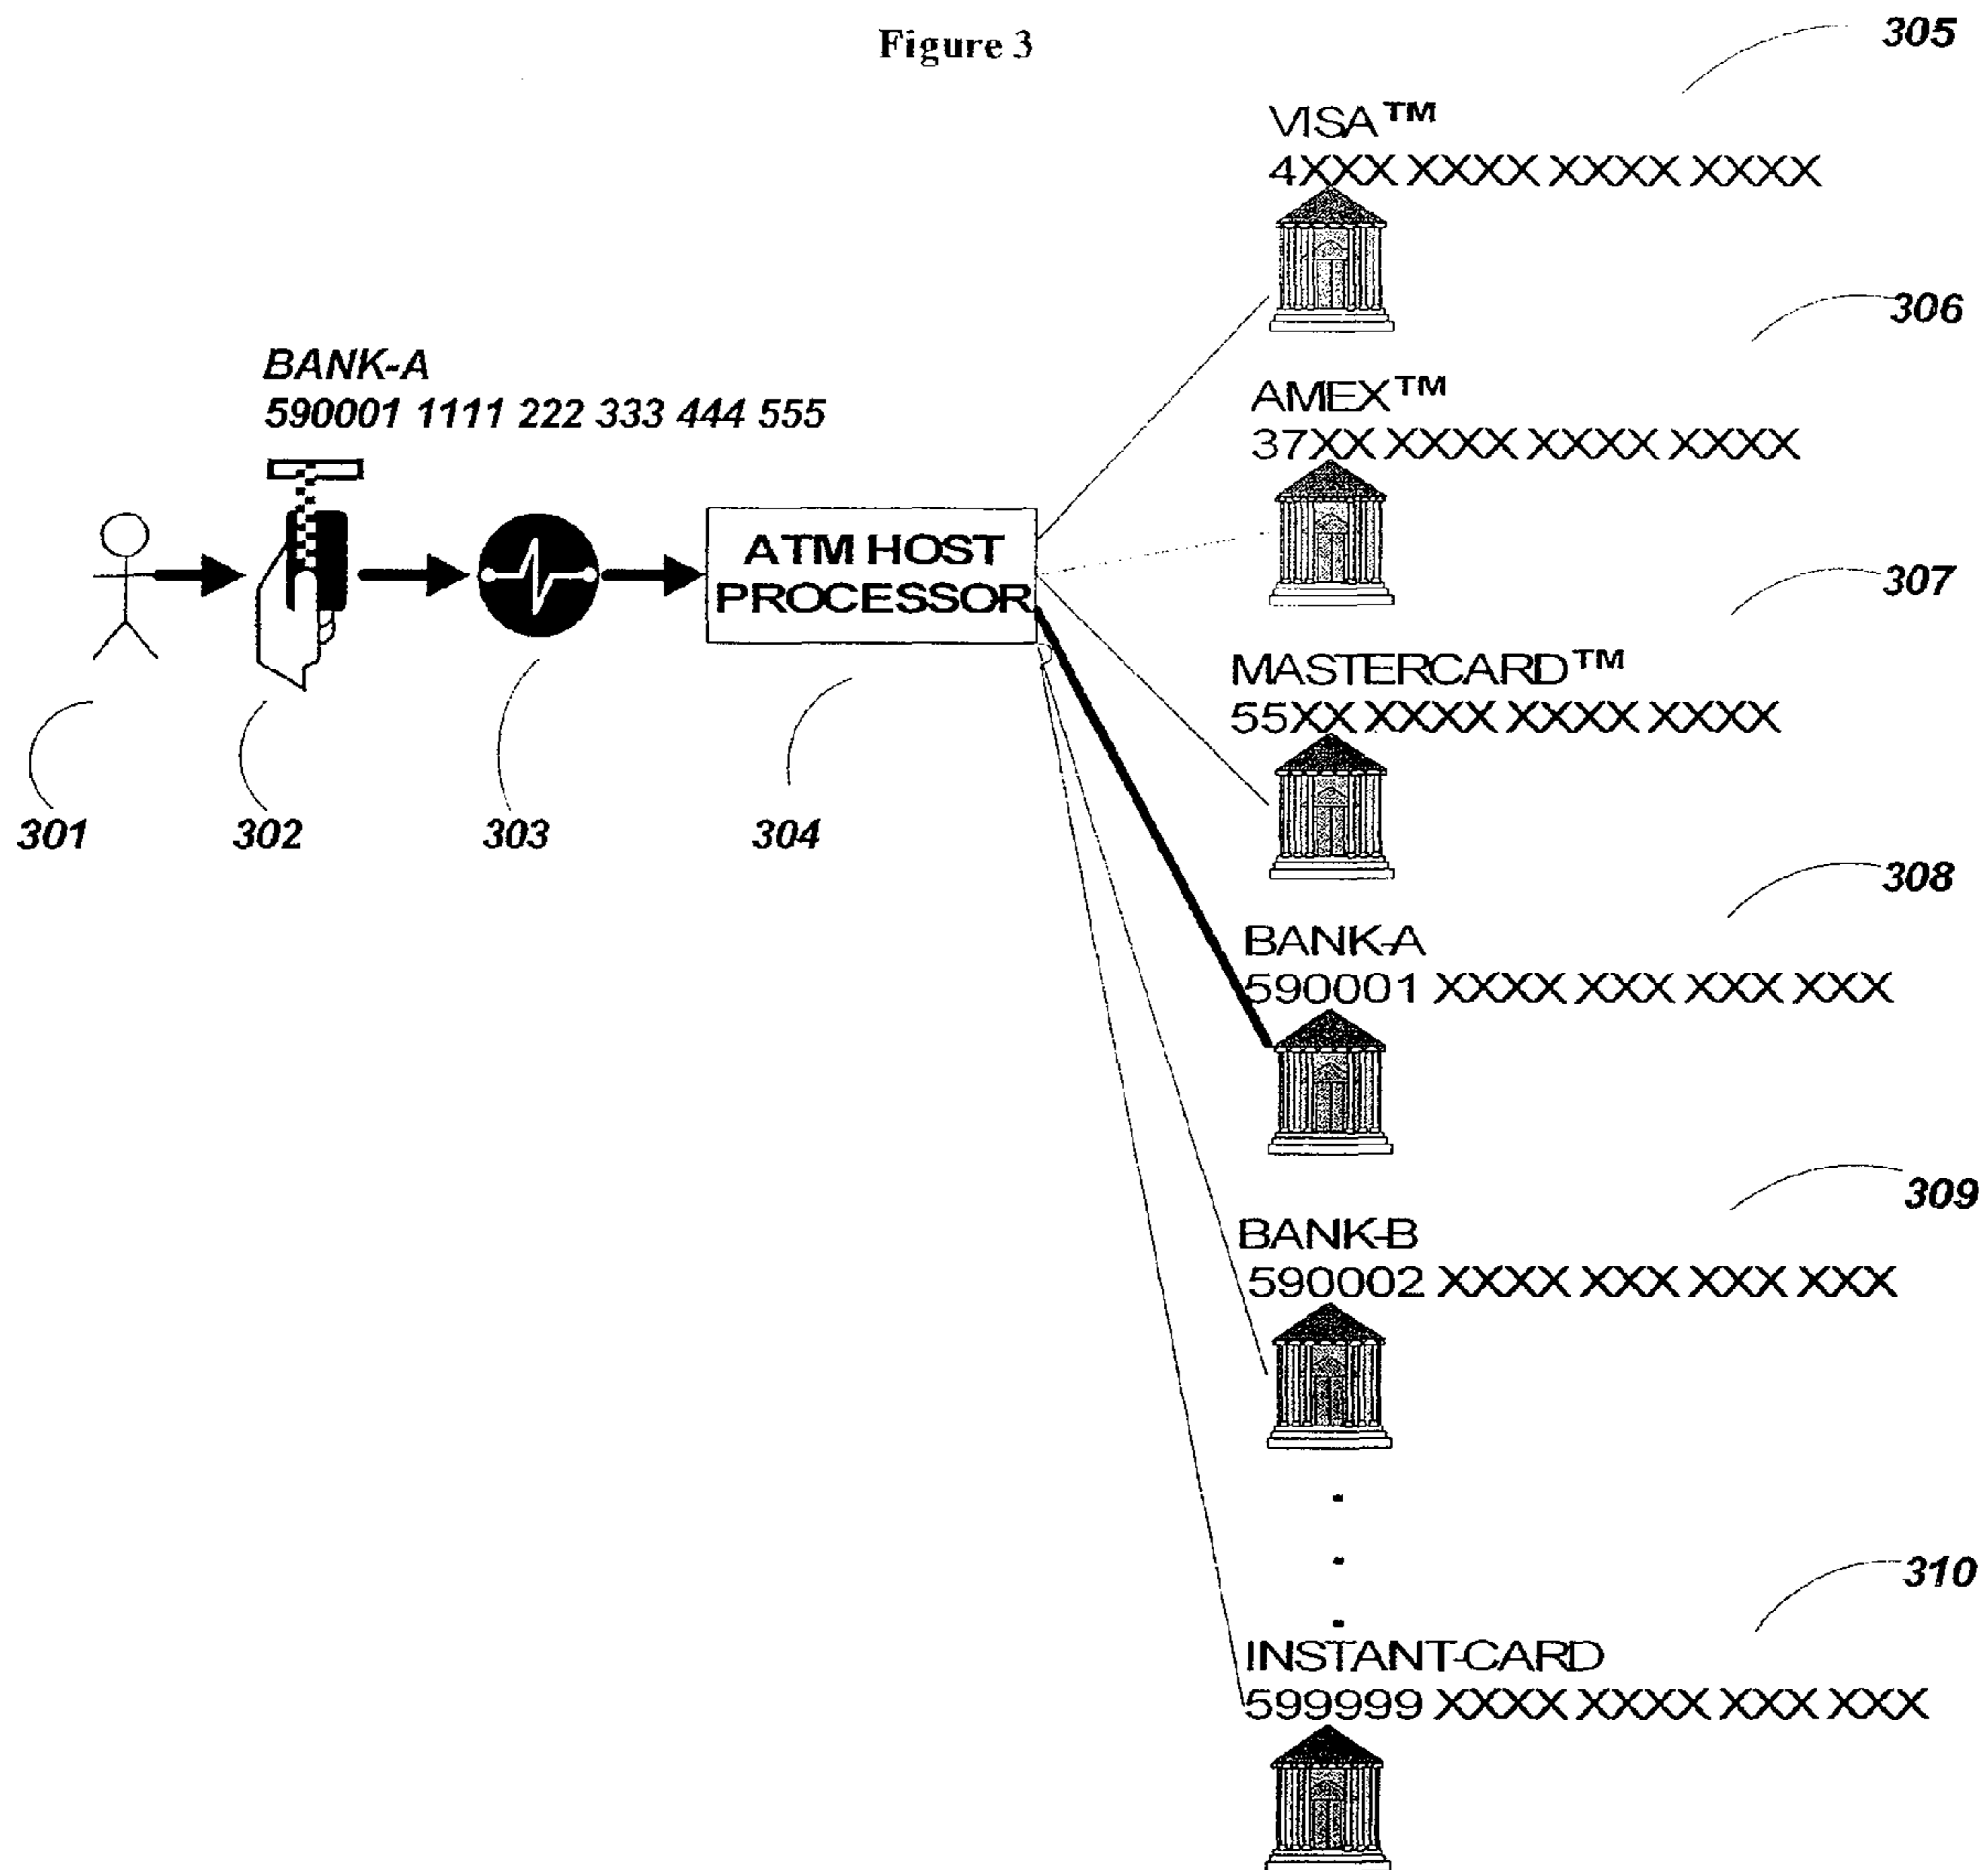 Figure 3
305
VISA™
4XXX XXXX XXXX XXXX
306
BANK-A
590001 1111 222 333 444 555
AMEX™
37XX XXXX XXXX XXXX
ATM HOST
PROCESSOR
307
MASTERCARD™
55XX XXXX XXXX XXXX
301
302
303
304
308
BANK-A
590001 XXXX XXX XXX XXX
309
BANK-B
590002 XXXX XXX XXX XXX
310
INSTANT-CARD
599999 XXXX XXXX XXX XXX